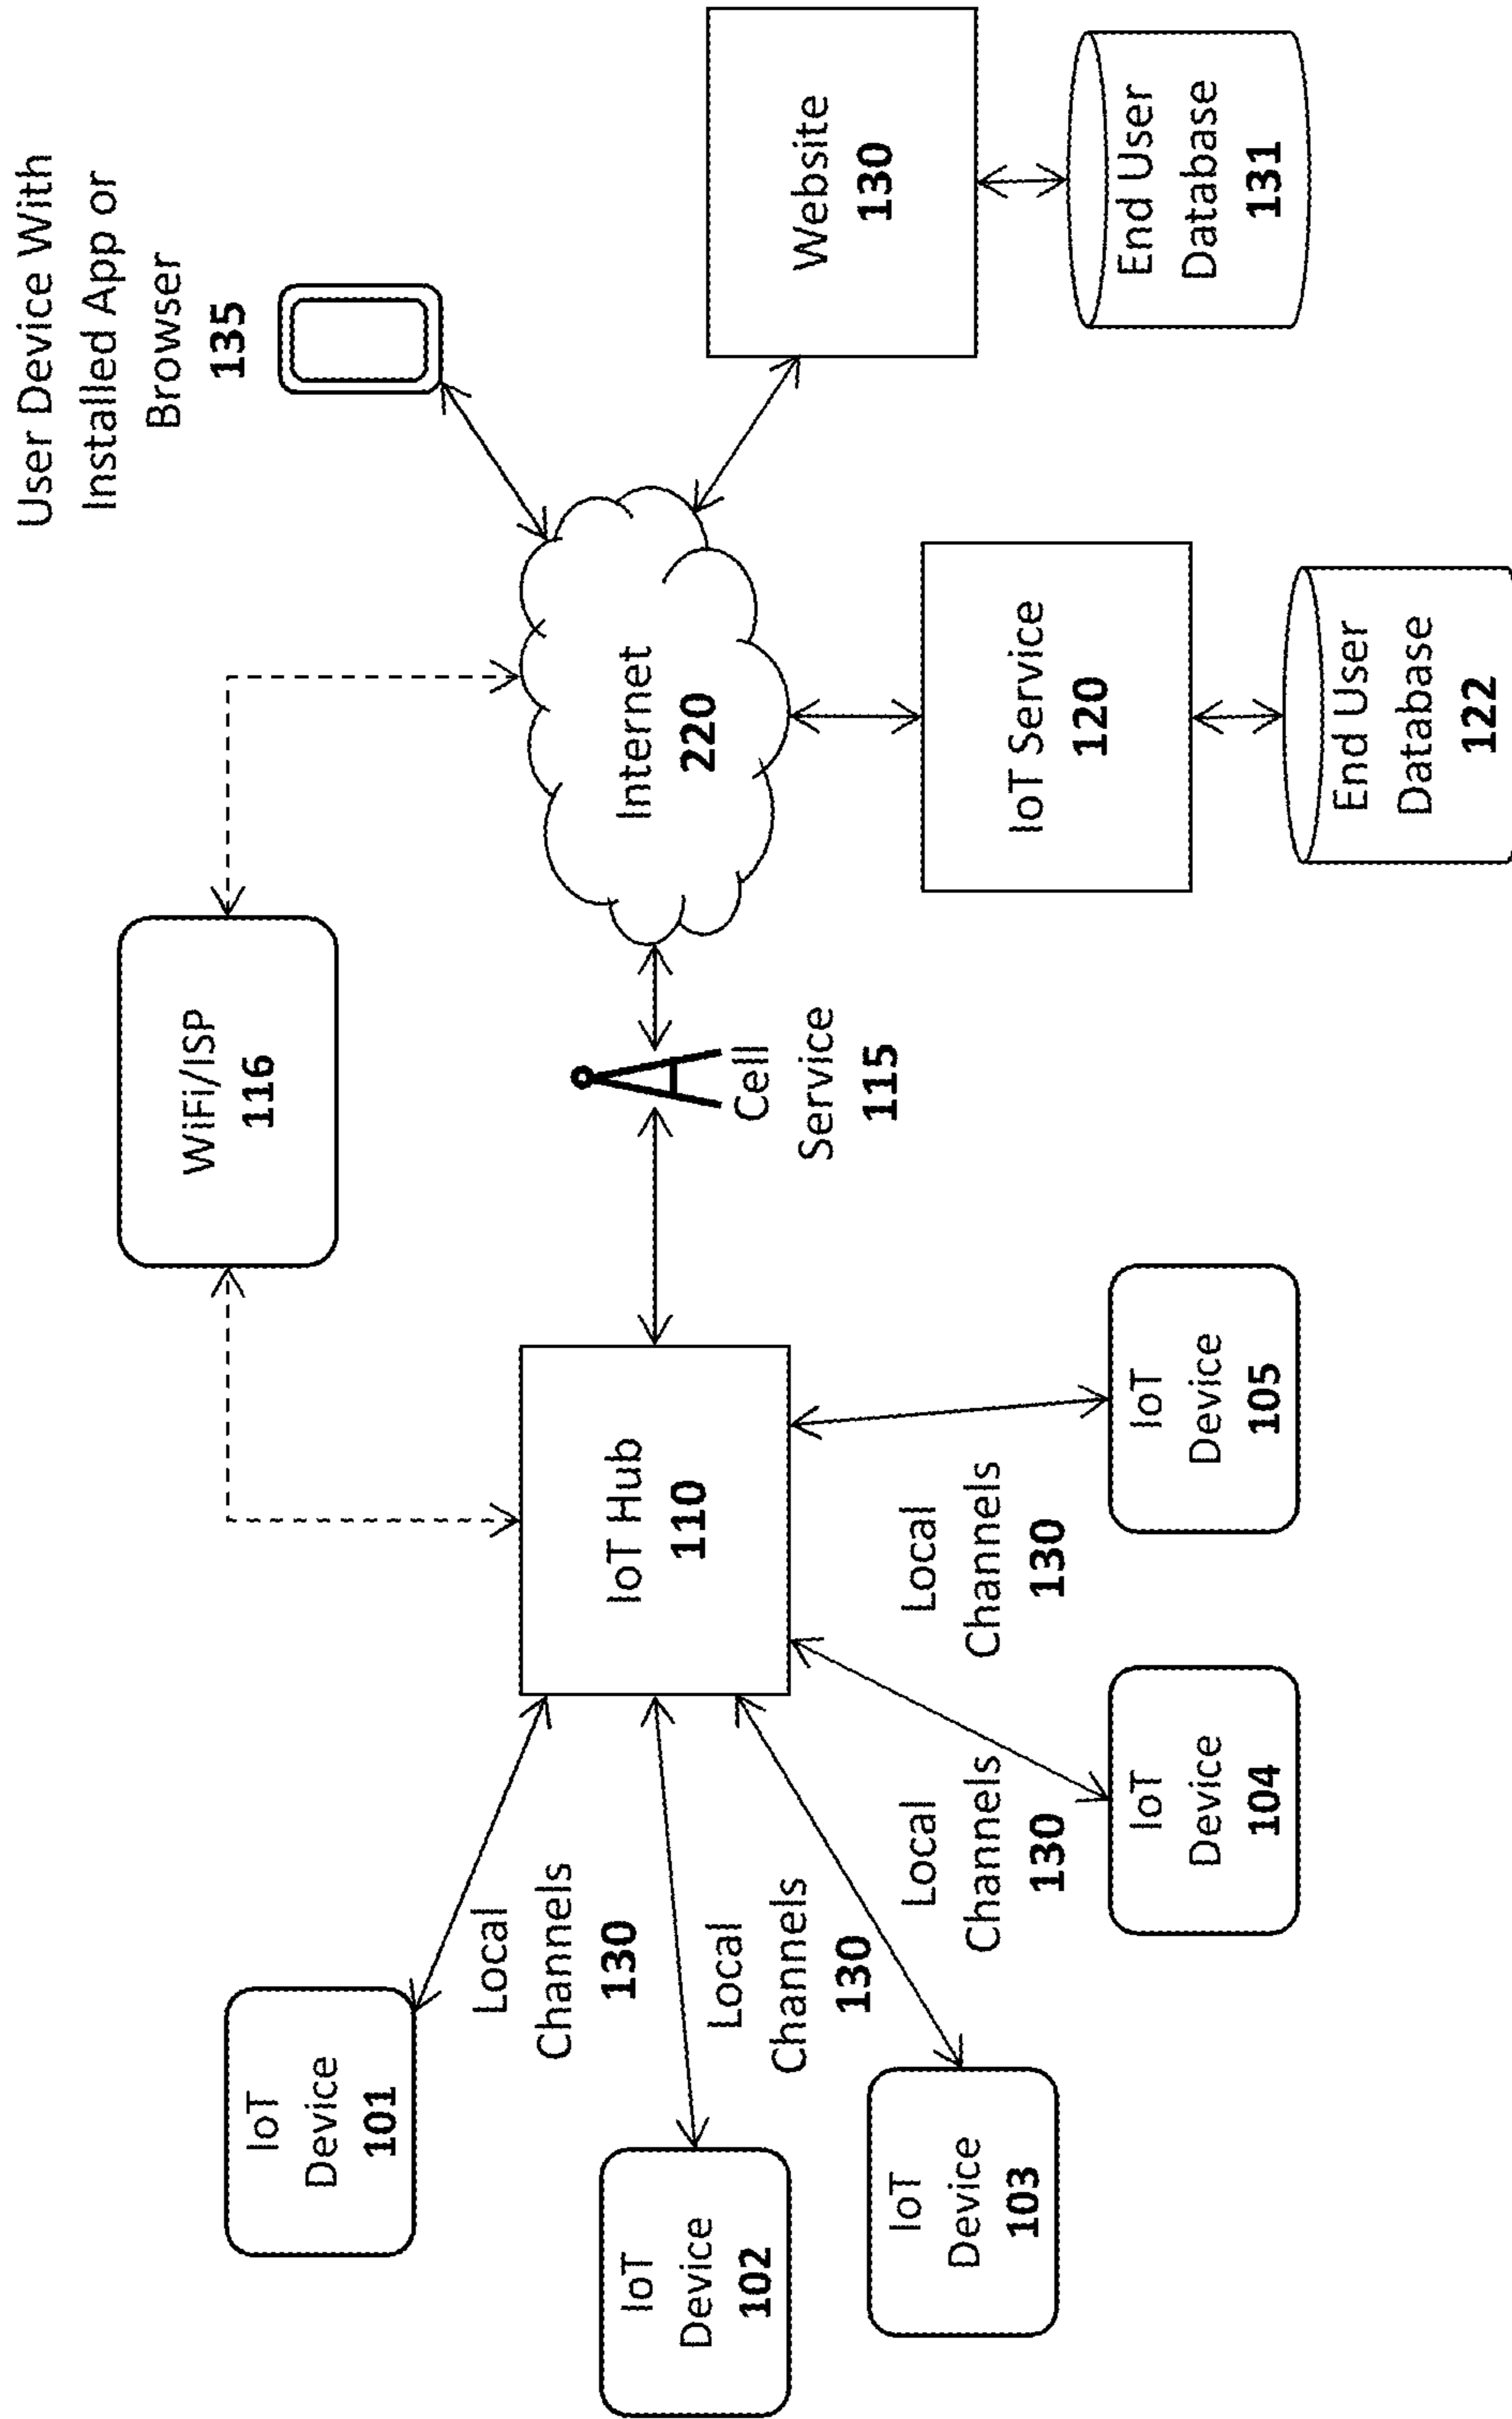 User Device With
Installed App or
Browser
135
WiFi/ISP
116
IoT
Device
101
Local
Channels
130
IoT Hub
110
Cell
Service
115
Internet
220
Website
130
End User
Database
131
IoT
Device
102
Local
Channels
130
IoT
Device
103
Local
Channels
130
IoT
Device
104
Local
Channels
130
IoT
Device
105
IoT Service
120
End User
Database
122